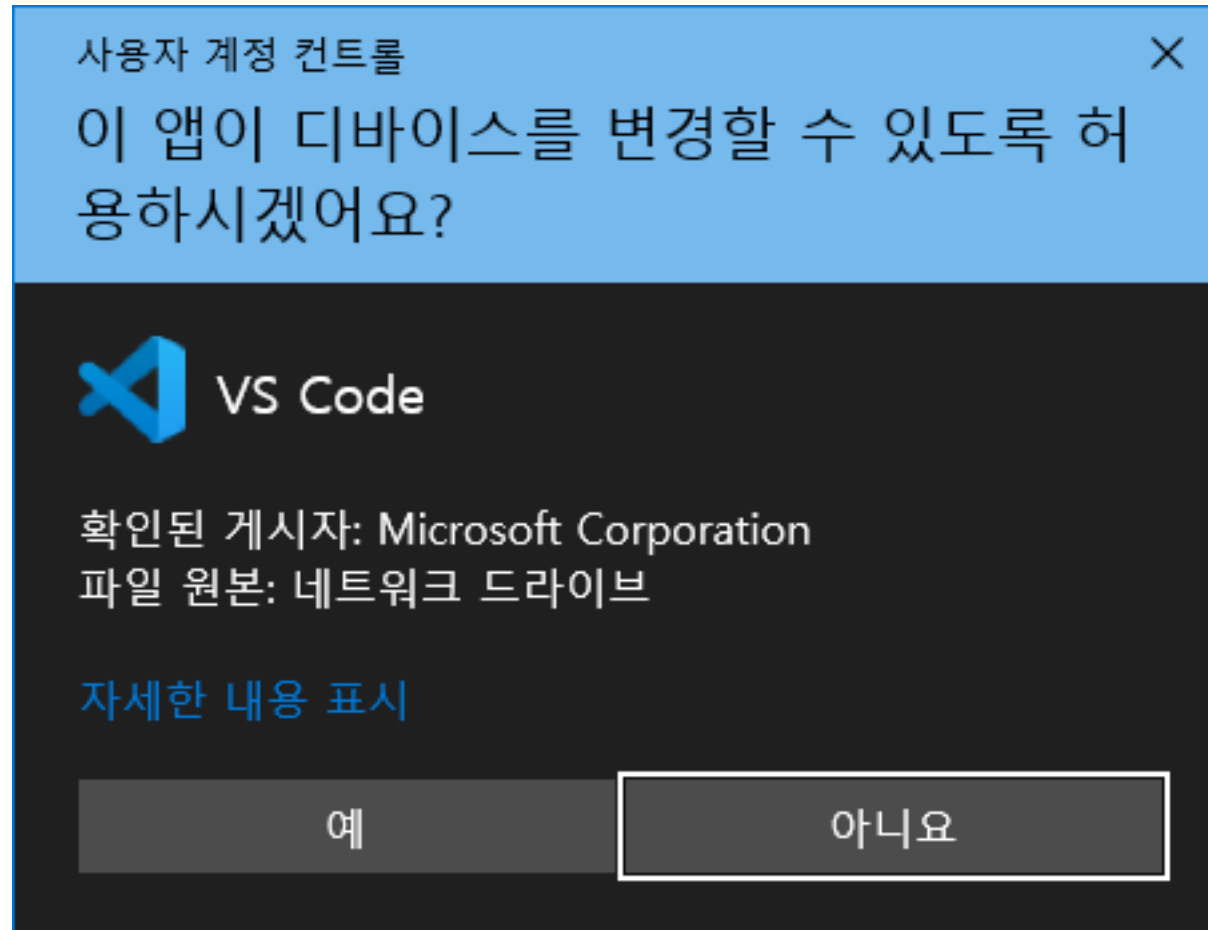 사용자 계정 컨트롤
이 앱이 디바이스를 변경할 수 있도록 허
용하시겠어요?
VS Code
확인된 게시자: Microsoft Corporation
파일 원본: 네트워크 드라이브
자세한 내용 표시
예
아니요